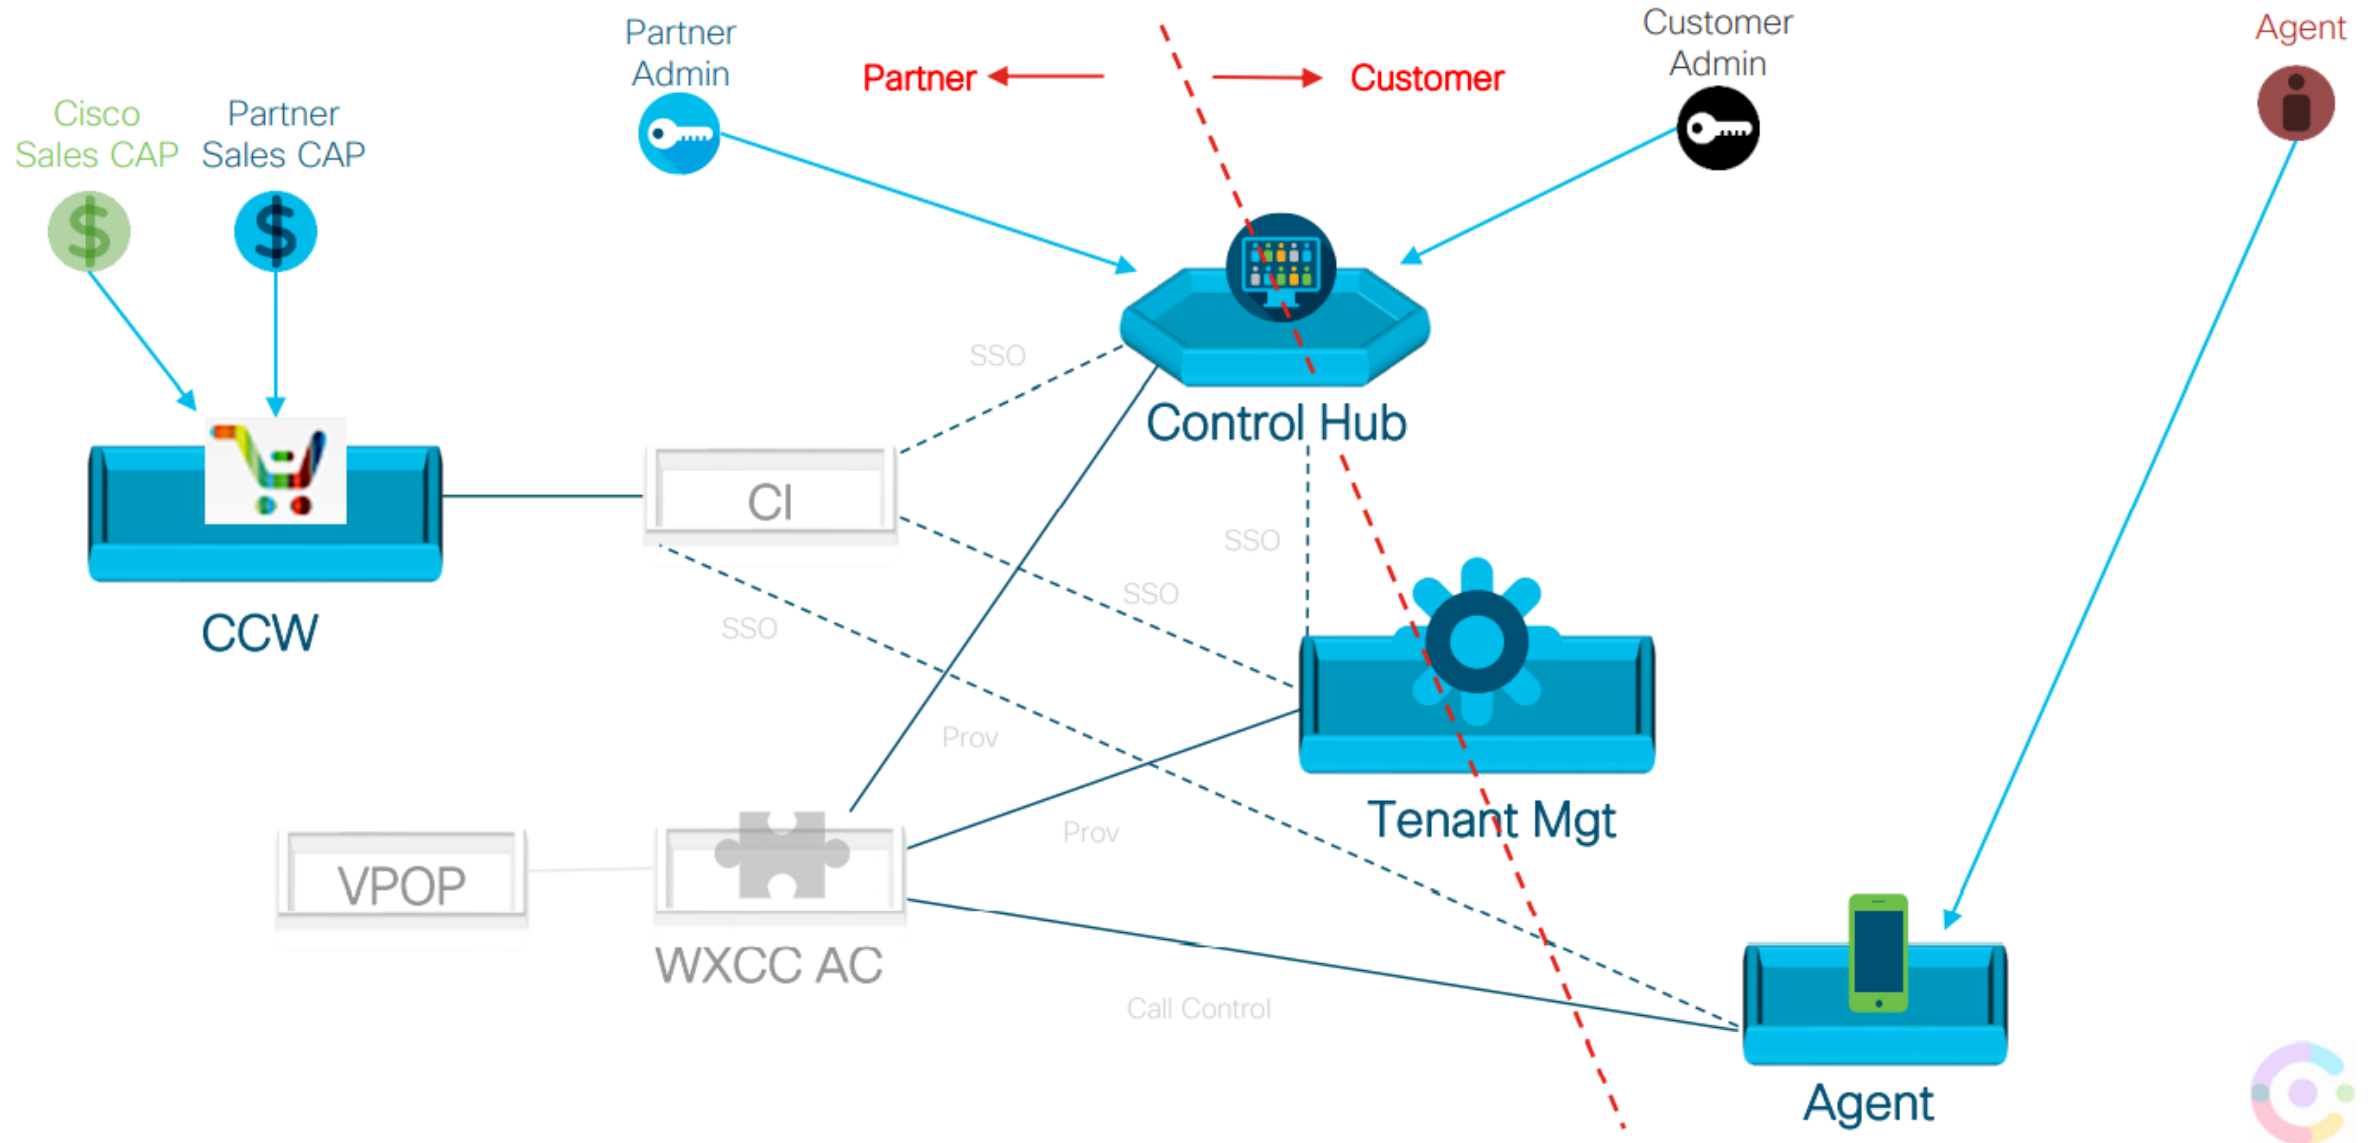 Partner
Admin
Customer
Admin
Agent
Partner
Customer
Cisco
Sales CAP
Partner
Sales CAP
$
$
SSO
Control Hub
CI
SSO
SSO
SSO
CCW
Prov
Tenant Mgt
Prov
VPOP
WXCC AC
Call Control
Agent